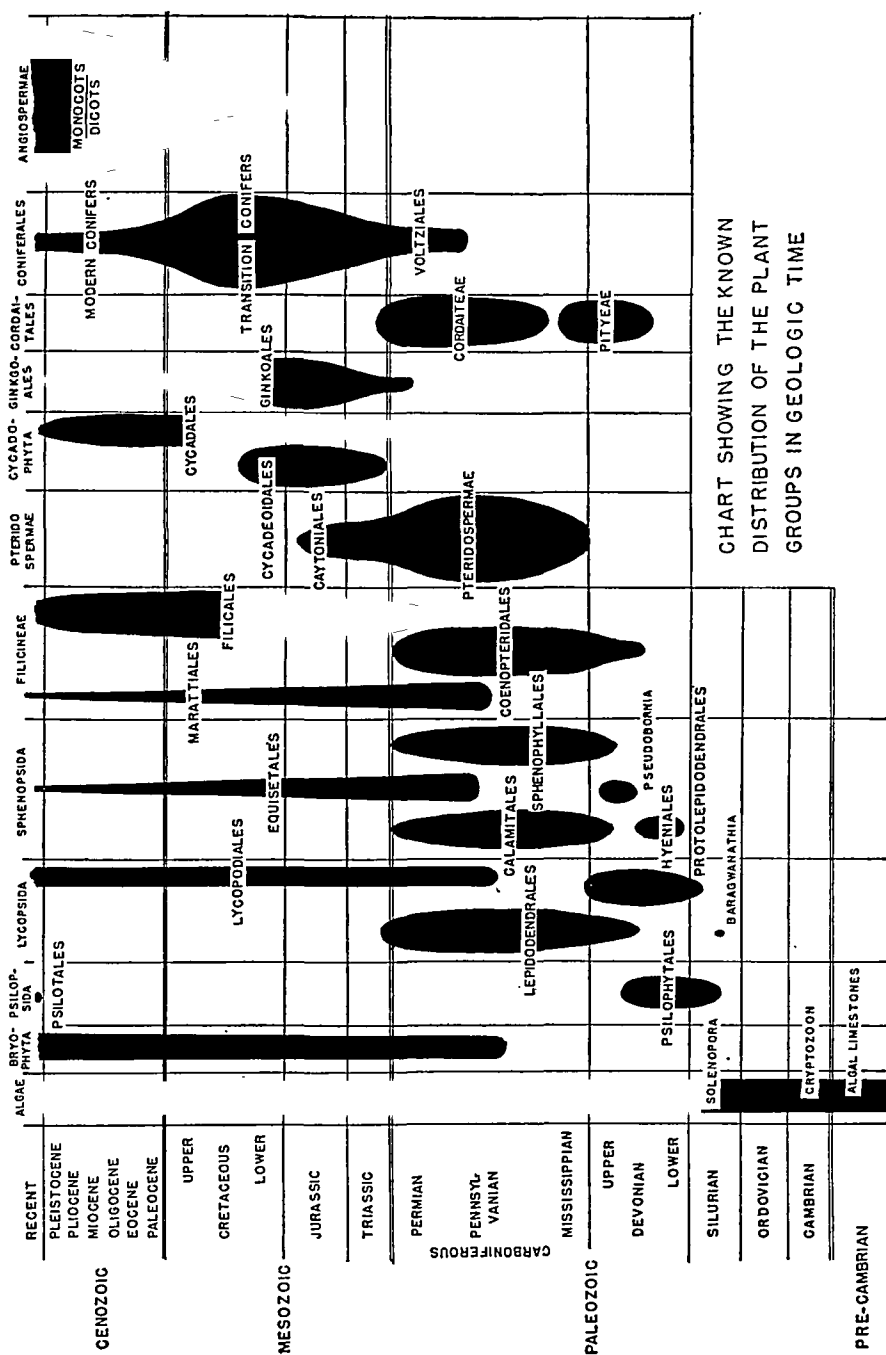 ALGAE
BRYO-
PHYTA
PSILOP-
SIDA
LYCOPSIDA
SPHENOPSIDA
FILICINEAE
PTERIDO
SPERMAE
CYCADO-
PHYTA
GINKGO-
ALES
CORDAI-
TALES
CONIFERALES
ANGIOSPERMAE
RECENT
CENOZOIC
PLEISTOCENE
PLIOCENE
MIOCENE
OLIGOCENE
EOCENE
PALEOCENE
MESOZOIC
UPPER
CRETACEOUS
LOWER
JURASSIC
TRIASSIC
PALEOZOIC
CARBONIFEROUS
PERMIAN
PENNSYL-
VANIAN
MISSISSIPPIAN
UPPER
DEVONIAN
LOWER
SILURIAN
ORDOVICIAN
CAMBRIAN
PRE-CAMBRIAN
SOLENOPORA
CRYPTOZOON
ALGAL LIMESTONES
PSILOTALES
PSILOPHYTALES
LYCOPODIALES
LEPIDODENDRALES
BARAGWANATHIA
PROTOLEPIDODENDRALES
EQUISETALES
CALAMITALES
HYENIALES
SPHENOPHYLLALES
PSEUDOBORNIA
MARATTIALES
FILICALES
COENOPTERIDALES
CAYTONIALES
PTERIDOSPERMAE
CYCADALES
CYCADEOIDALES
GINKOALES
CORDAITEAE
PITYEAE
MODERN CONIFERS
TRANSITION CONIFERS
VOLTZIALES
MONOCOTS
DICOTS
CHART SHOWING THE KNOWN
DISTRIBUTION OF THE PLANT
GROUPS IN GEOLOGIC TIME